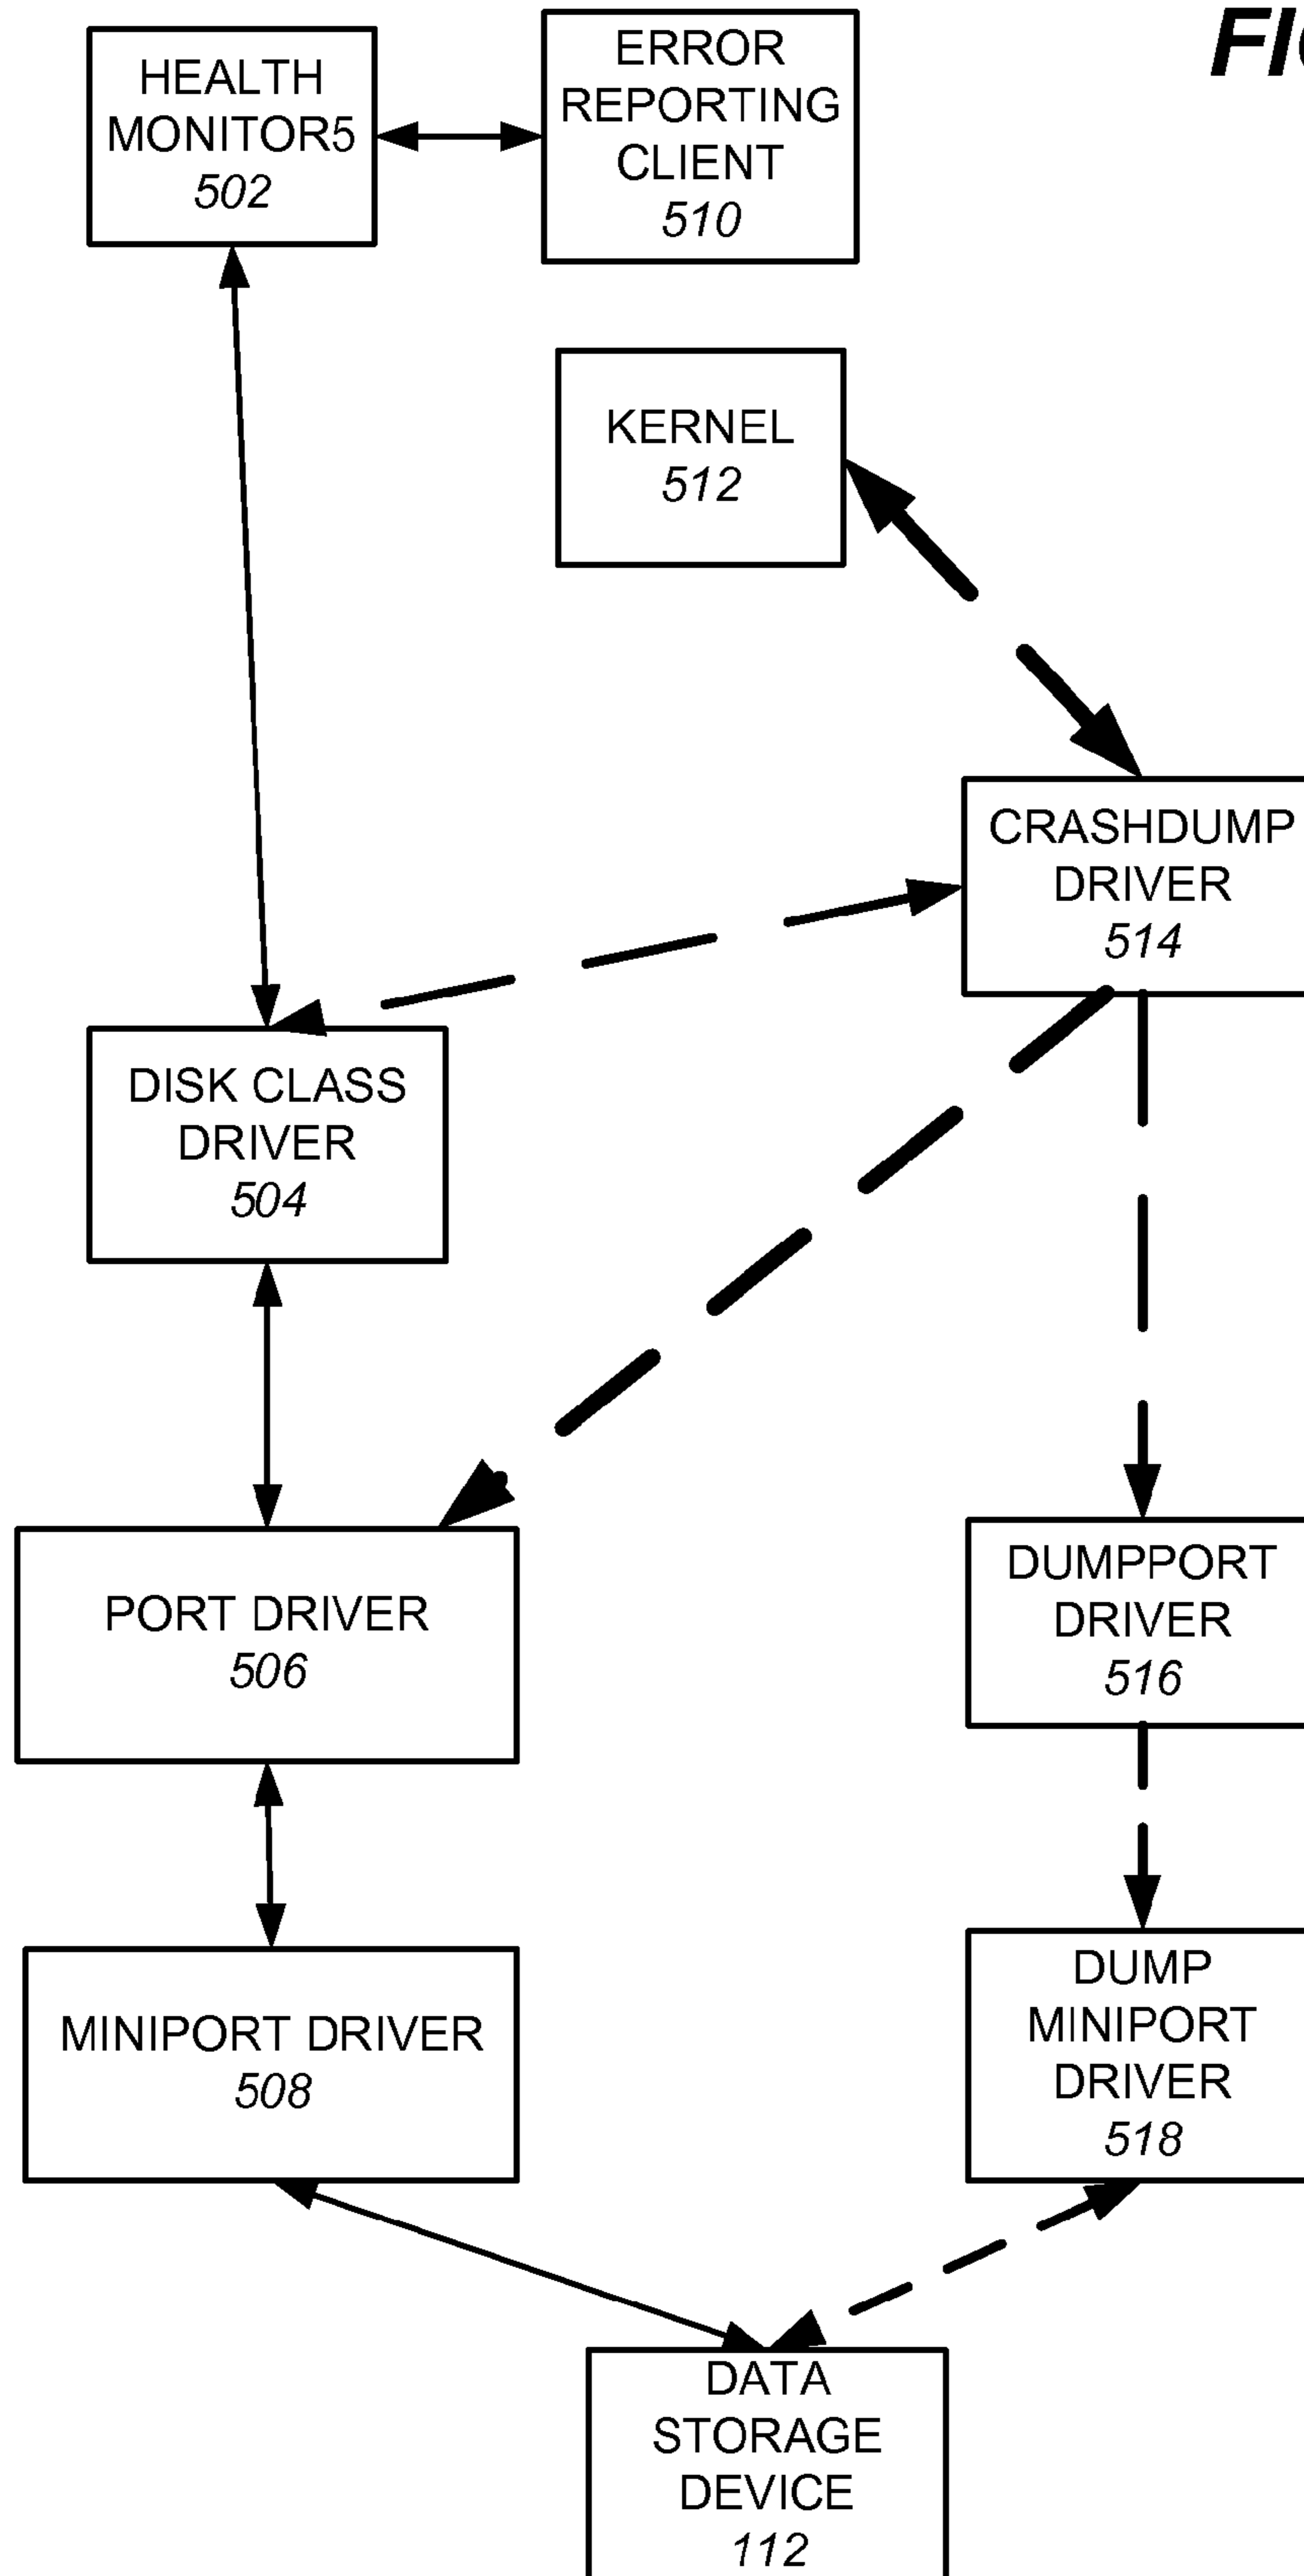 FIG
HEALTH
MONITOR5
502
ERROR
REPORTING
CLIENT
510
KERNEL
512
CRASHDUMP
DRIVER
514
DISK CLASS
DRIVER
504
PORT DRIVER
506
DUMPPORT
DRIVER
516
MINIPORT DRIVER
508
DUMP
MINIPORT
DRIVER
518
DATA
STORAGE
DEVICE
112